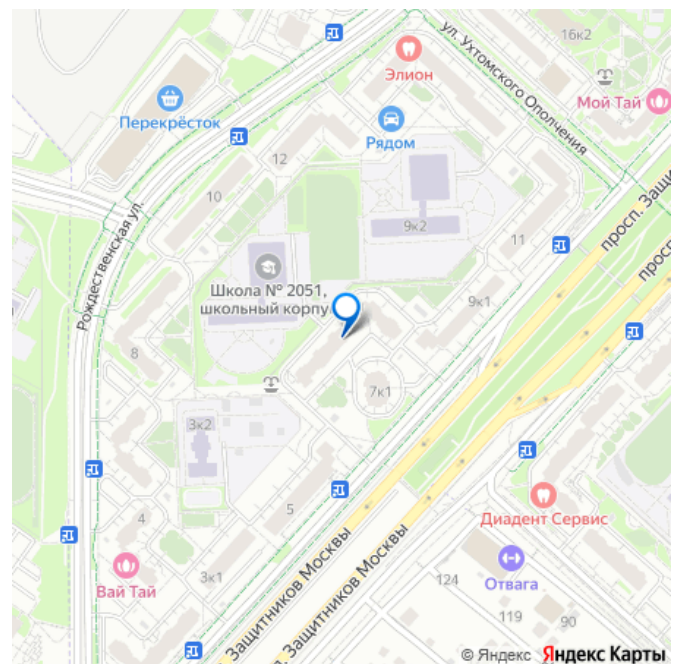 ул. Ухтомского Ополчения
16к2
Элион
Мой Тай
Перекрёсток
Рядом
12
10
9к2
11
просп. Защи
просп.
Рождественская ул.
Школа № 2051,
школьный корпу
9к1
8
7к1
3к2
5
4
Диадент Сервис
Вай Тай
3к1
Защитников Москвы
Защитников Москвы
124
Отвага
119
90
© Яндекс Яндекс Карты